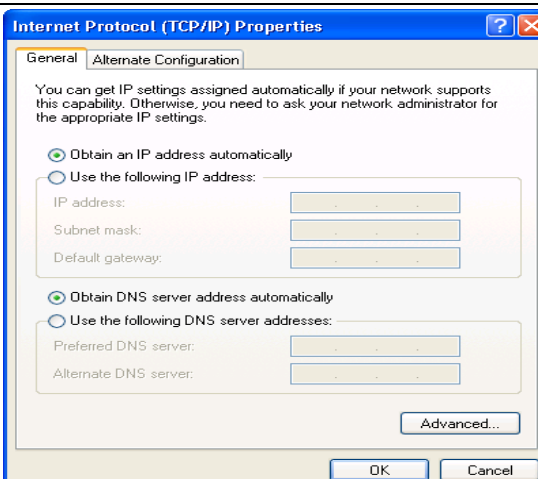 Internet Protocol (TCP/IP) Properties
General
Alternate Configuration
You can get IP settings assigned automatically if your network supports
this capability. Otherwise, you need to ask your network administrator for
the appropriate IP settings.
Obtain an IP address automatically
Use the following IP address:
IP address:
Subnet mask:
Default gateway:
Obtain DNS server address automatically
Use the following DNS server addresses:
Preferred DNS server:
Alternate DNS server:
Advanced...
OK
Cancel